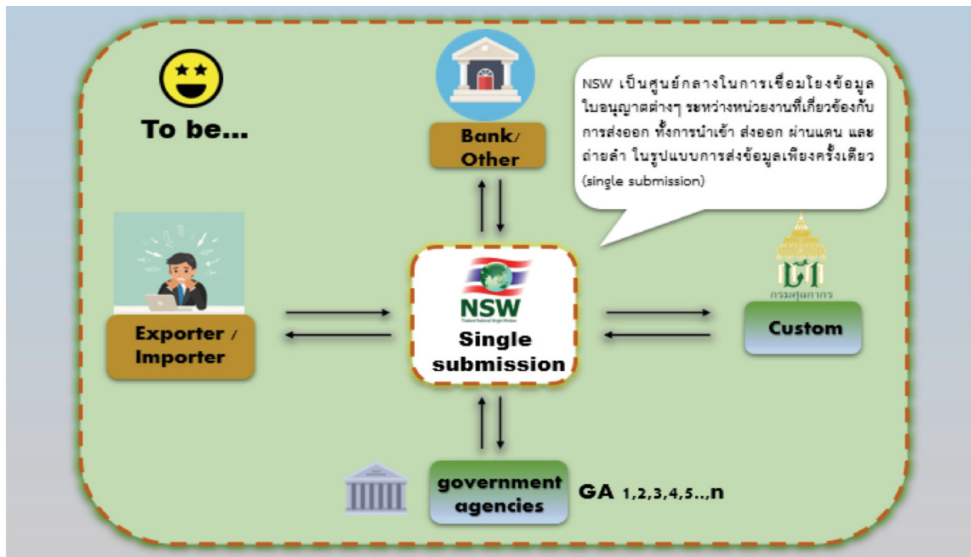 To be...
Bank/
Other
NSW เป็นศูนย์กลางในการเชื่อมโยงข้อมูล
ใบอนุญาตต่างๆ ระหว่างหน่วยงานที่เกี่ยวข้องกับ
การส่งออก ทั้งการนำเข้า ส่งออก ผ่านแดน และ
ถ่ายลำ ในรูปแบบการส่งข้อมูลเพียงครั้งเดียว
(single submission)
Exporter /
Importer
NSW
Thailand National Single Window
Single
submission
กรมศุลกากร
Custom
government
agencies
GA 1,2,3,4,5..,n